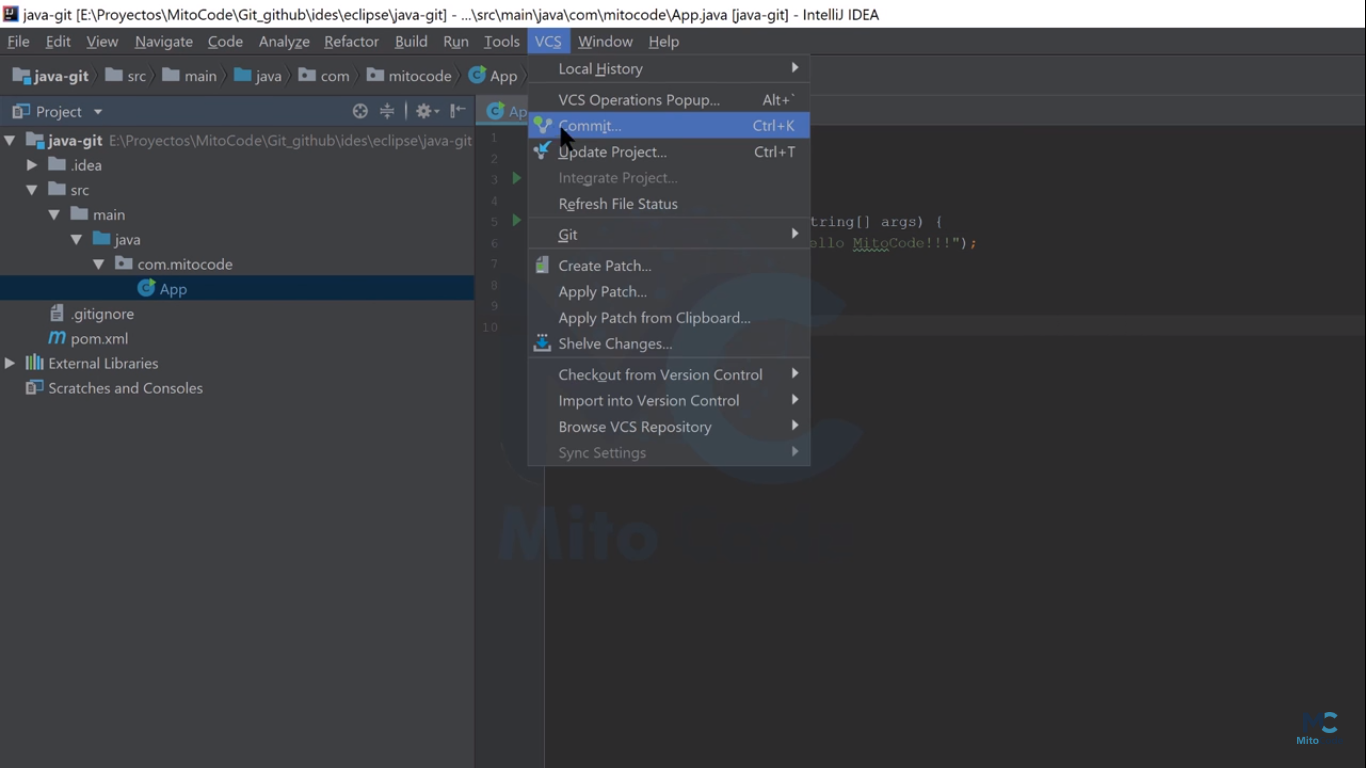 java-git [E:\Proyectos\MitoCode\Git_github\ides\eclipse\java-git] - ...\src\main\java\com\mitocode\App.java [java-git] - IntelliJ IDEA
File Edit View Navigate Code Analyze Refactor Build Run Tools VCS Window Help
java-git src main java com mitocode App
Project
java-git E:\Proyectos\MitoCode\Git_github\ides\eclipse\java-git
.idea
src
main
java
com.mitocode
App
.gitignore
pom.xml
External Libraries
Scratches and Consoles
Local History
VCS Operations Popup... Alt+`
Commit... Ctrl+K
Update Project... Ctrl+T
Integrate Project...
Refresh File Status
Git
Create Patch...
Apply Patch...
Apply Patch from Clipboard...
Shelve Changes...
Checkout from Version Control
Import into Version Control
Browse VCS Repository
Sync Settings
Ap
1
2
3
4
5 tring[] args) {
6 ello MitoCode!!!");
7
8
9
10
Mito
Mito